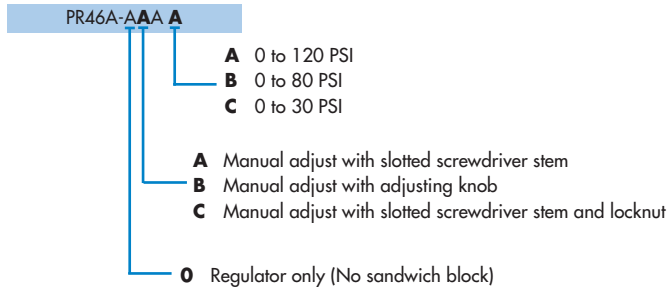 PR46A-AAA A
A 0 to 120 PSI
B 0 to 80 PSI
C 0 to 30 PSI
A Manual adjust with slotted screwdriver stem
B Manual adjust with adjusting knob
C Manual adjust with slotted screwdriver stem and locknut
0 Regulator only (No sandwich block)